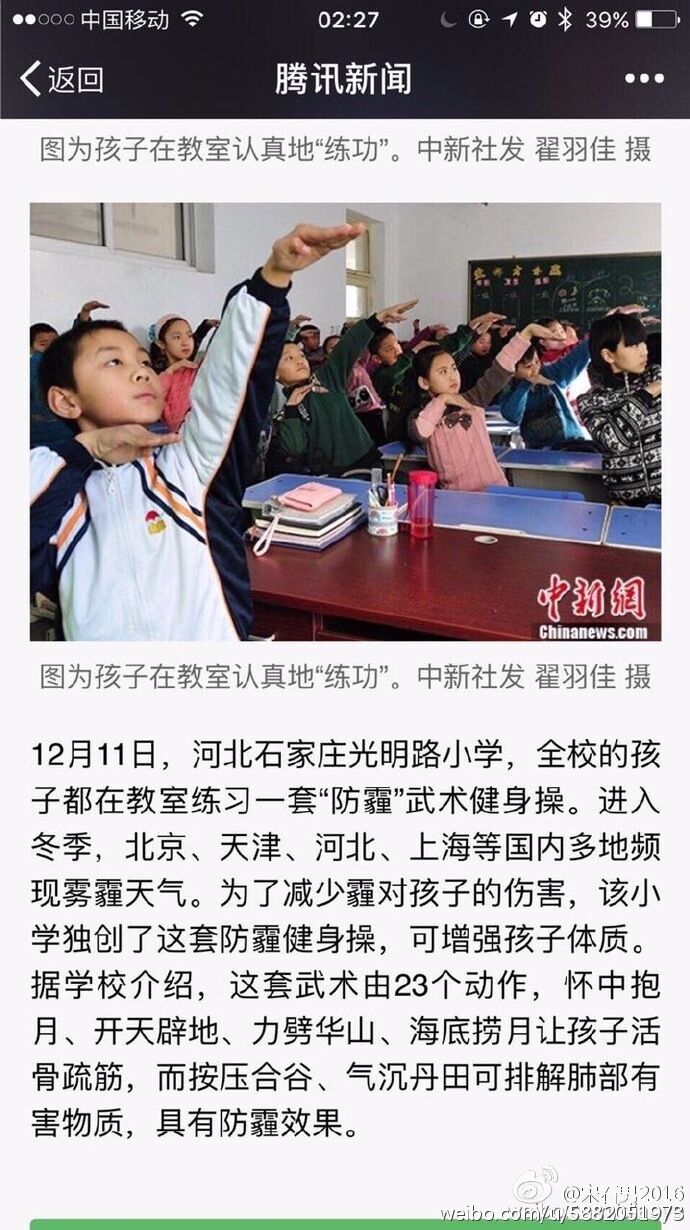 中国移动 02:27 39%
返回 腾讯新闻
图为孩子在教室认真地“练功”。中新社发 翟羽佳 摄
中新網
Chinanews.com
图为孩子在教室认真地“练功”。中新社发 翟羽佳 摄
12月11日，河北石家庄光明路小学，全校的孩
子都在教室练习一套“防霾”武术健身操。进入
冬季，北京、天津、河北、上海等国内多地频
现雾霾天气。为了减少霾对孩子的伤害，该小
学独创了这套防霾健身操，可增强孩子体质。
据学校介绍，这套武术由23个动作，怀中抱
月、开天辟地、力劈华山、海底捞月让孩子活
骨疏筋，而按压合谷、气沉丹田可排解肺部有
害物质，具有防霾效果。
@宋石男2016
weibo.com/u/5882051973